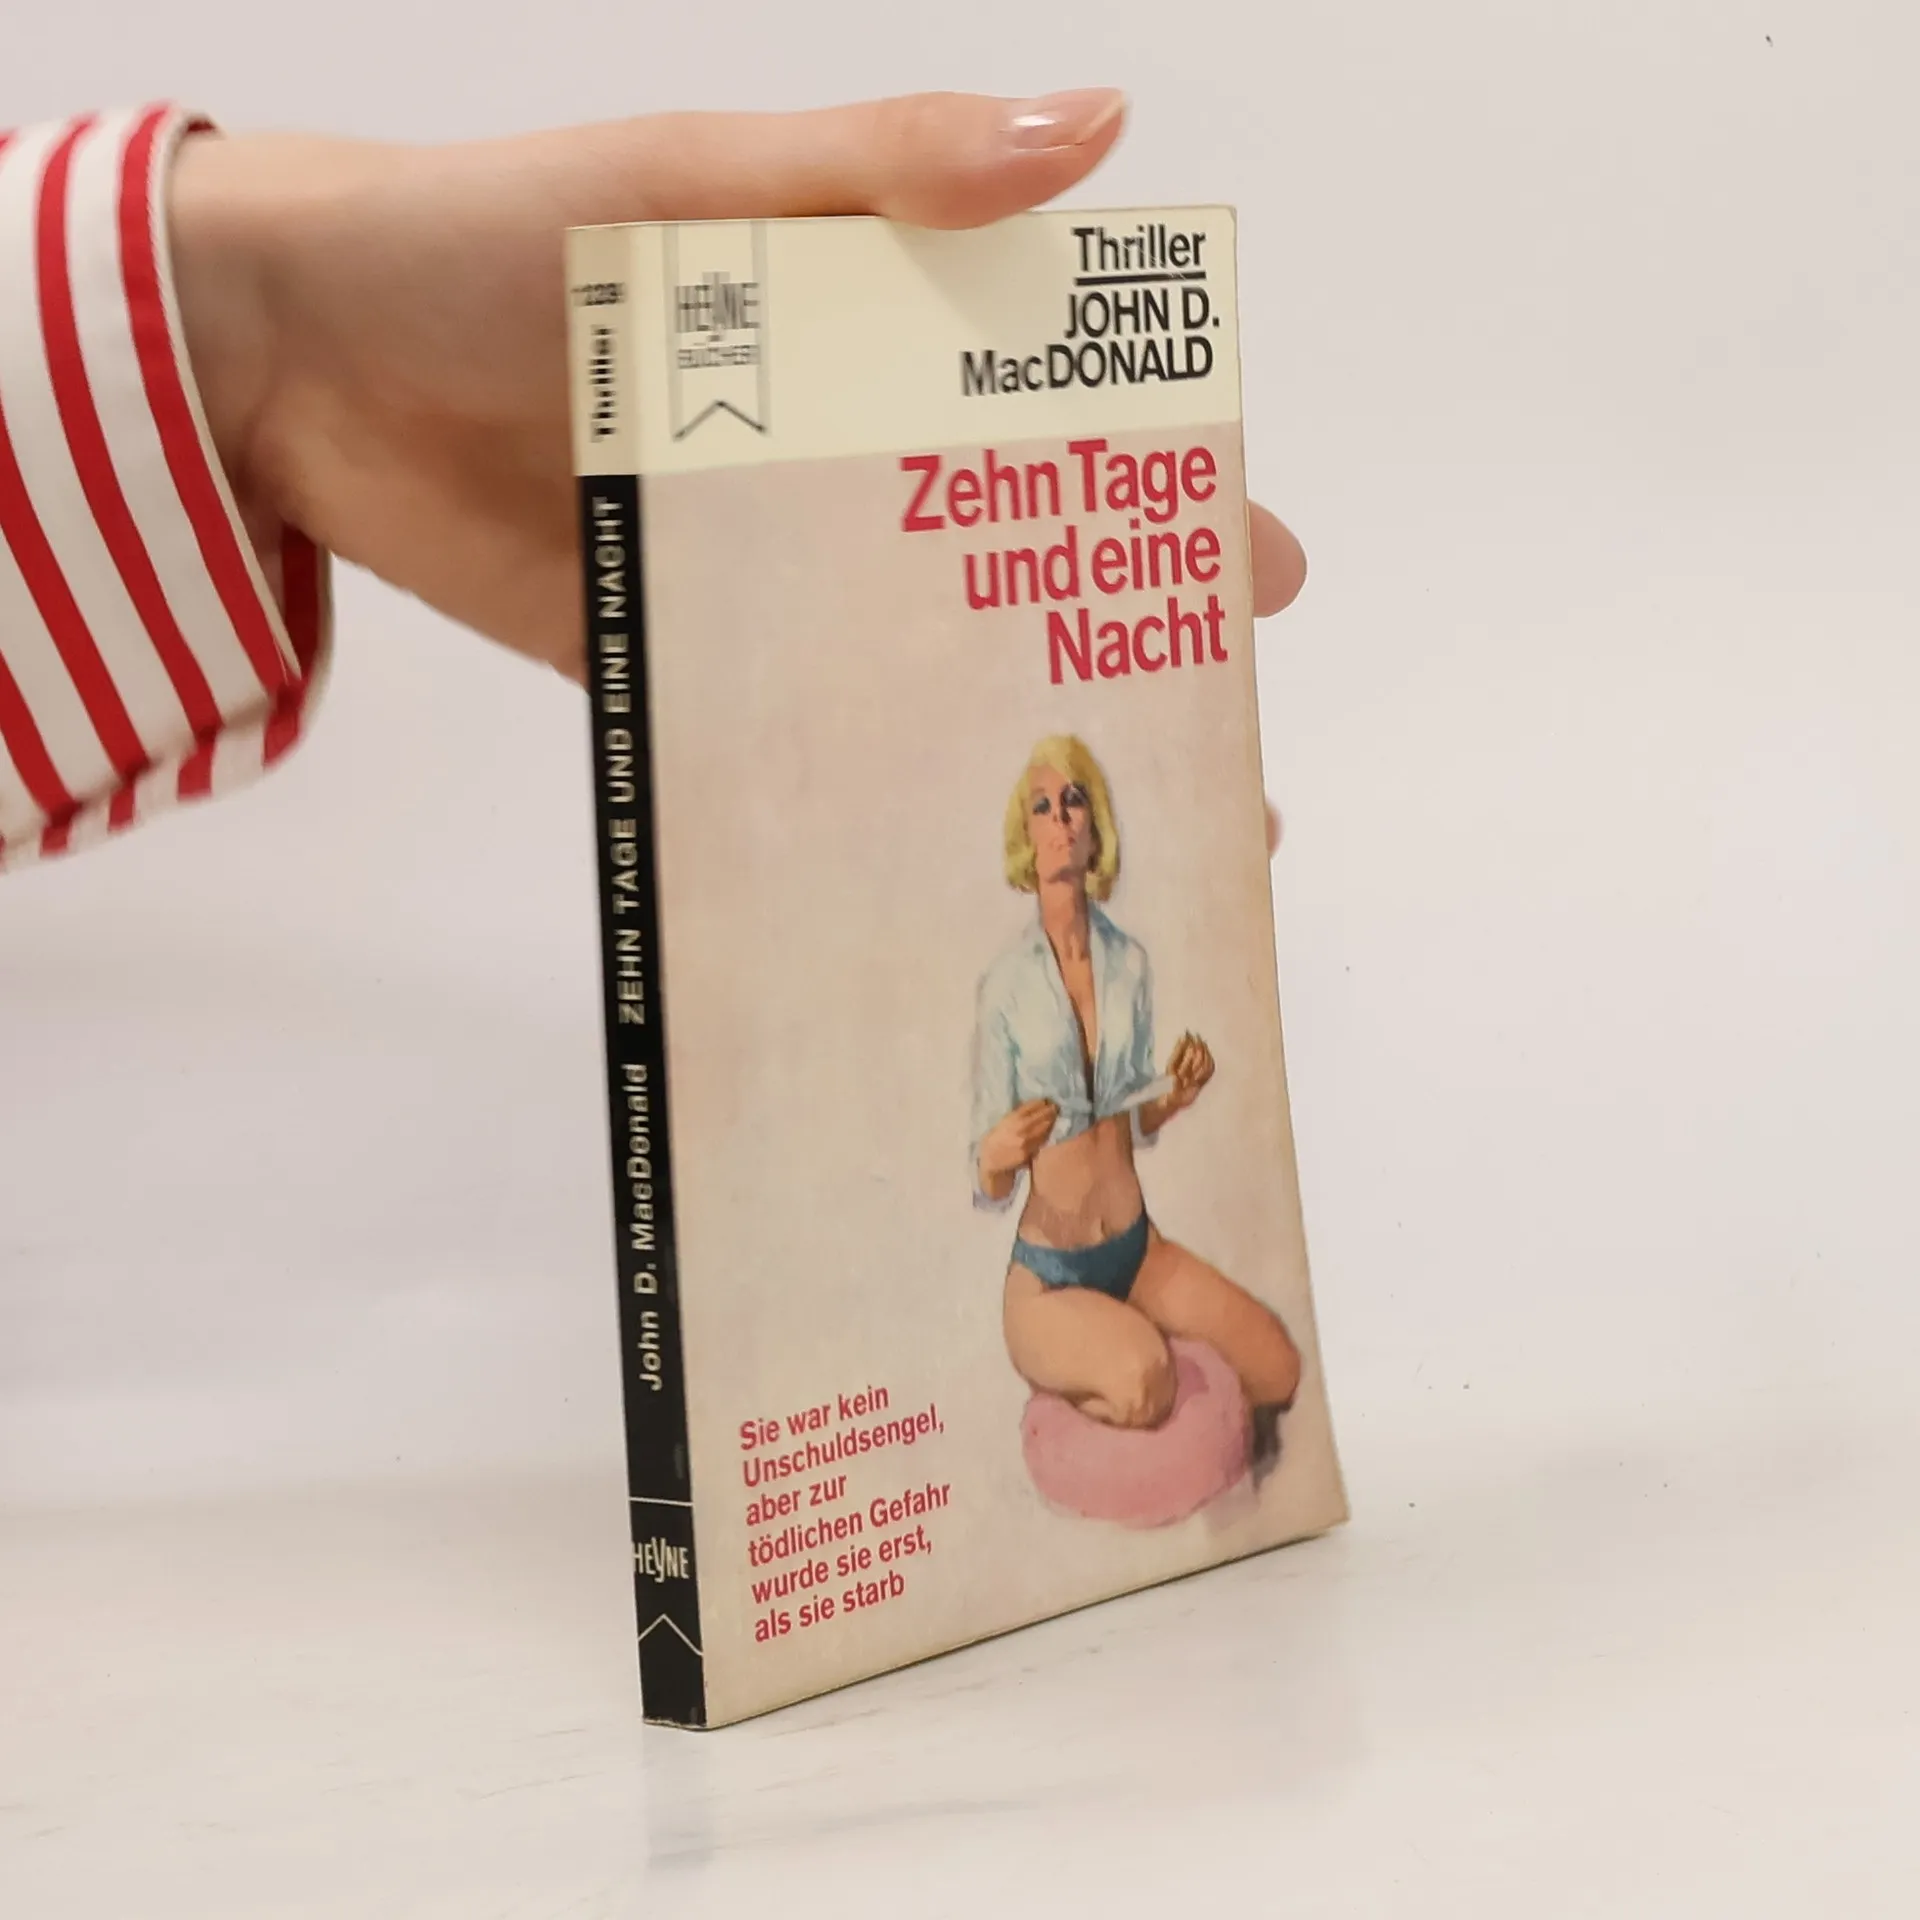 Thriller
JOHN D.
MacDONALD
HEYNE
BÜCHER
Zehn Tage
und eine
Nacht
Sie war kein
Unschuldsengel,
aber zur
tödlichen Gefahr
wurde sie erst,
als sie starb
Thriller
John D. MacDonald ZEHN TAGE UND EINE NACHT
HEYNE